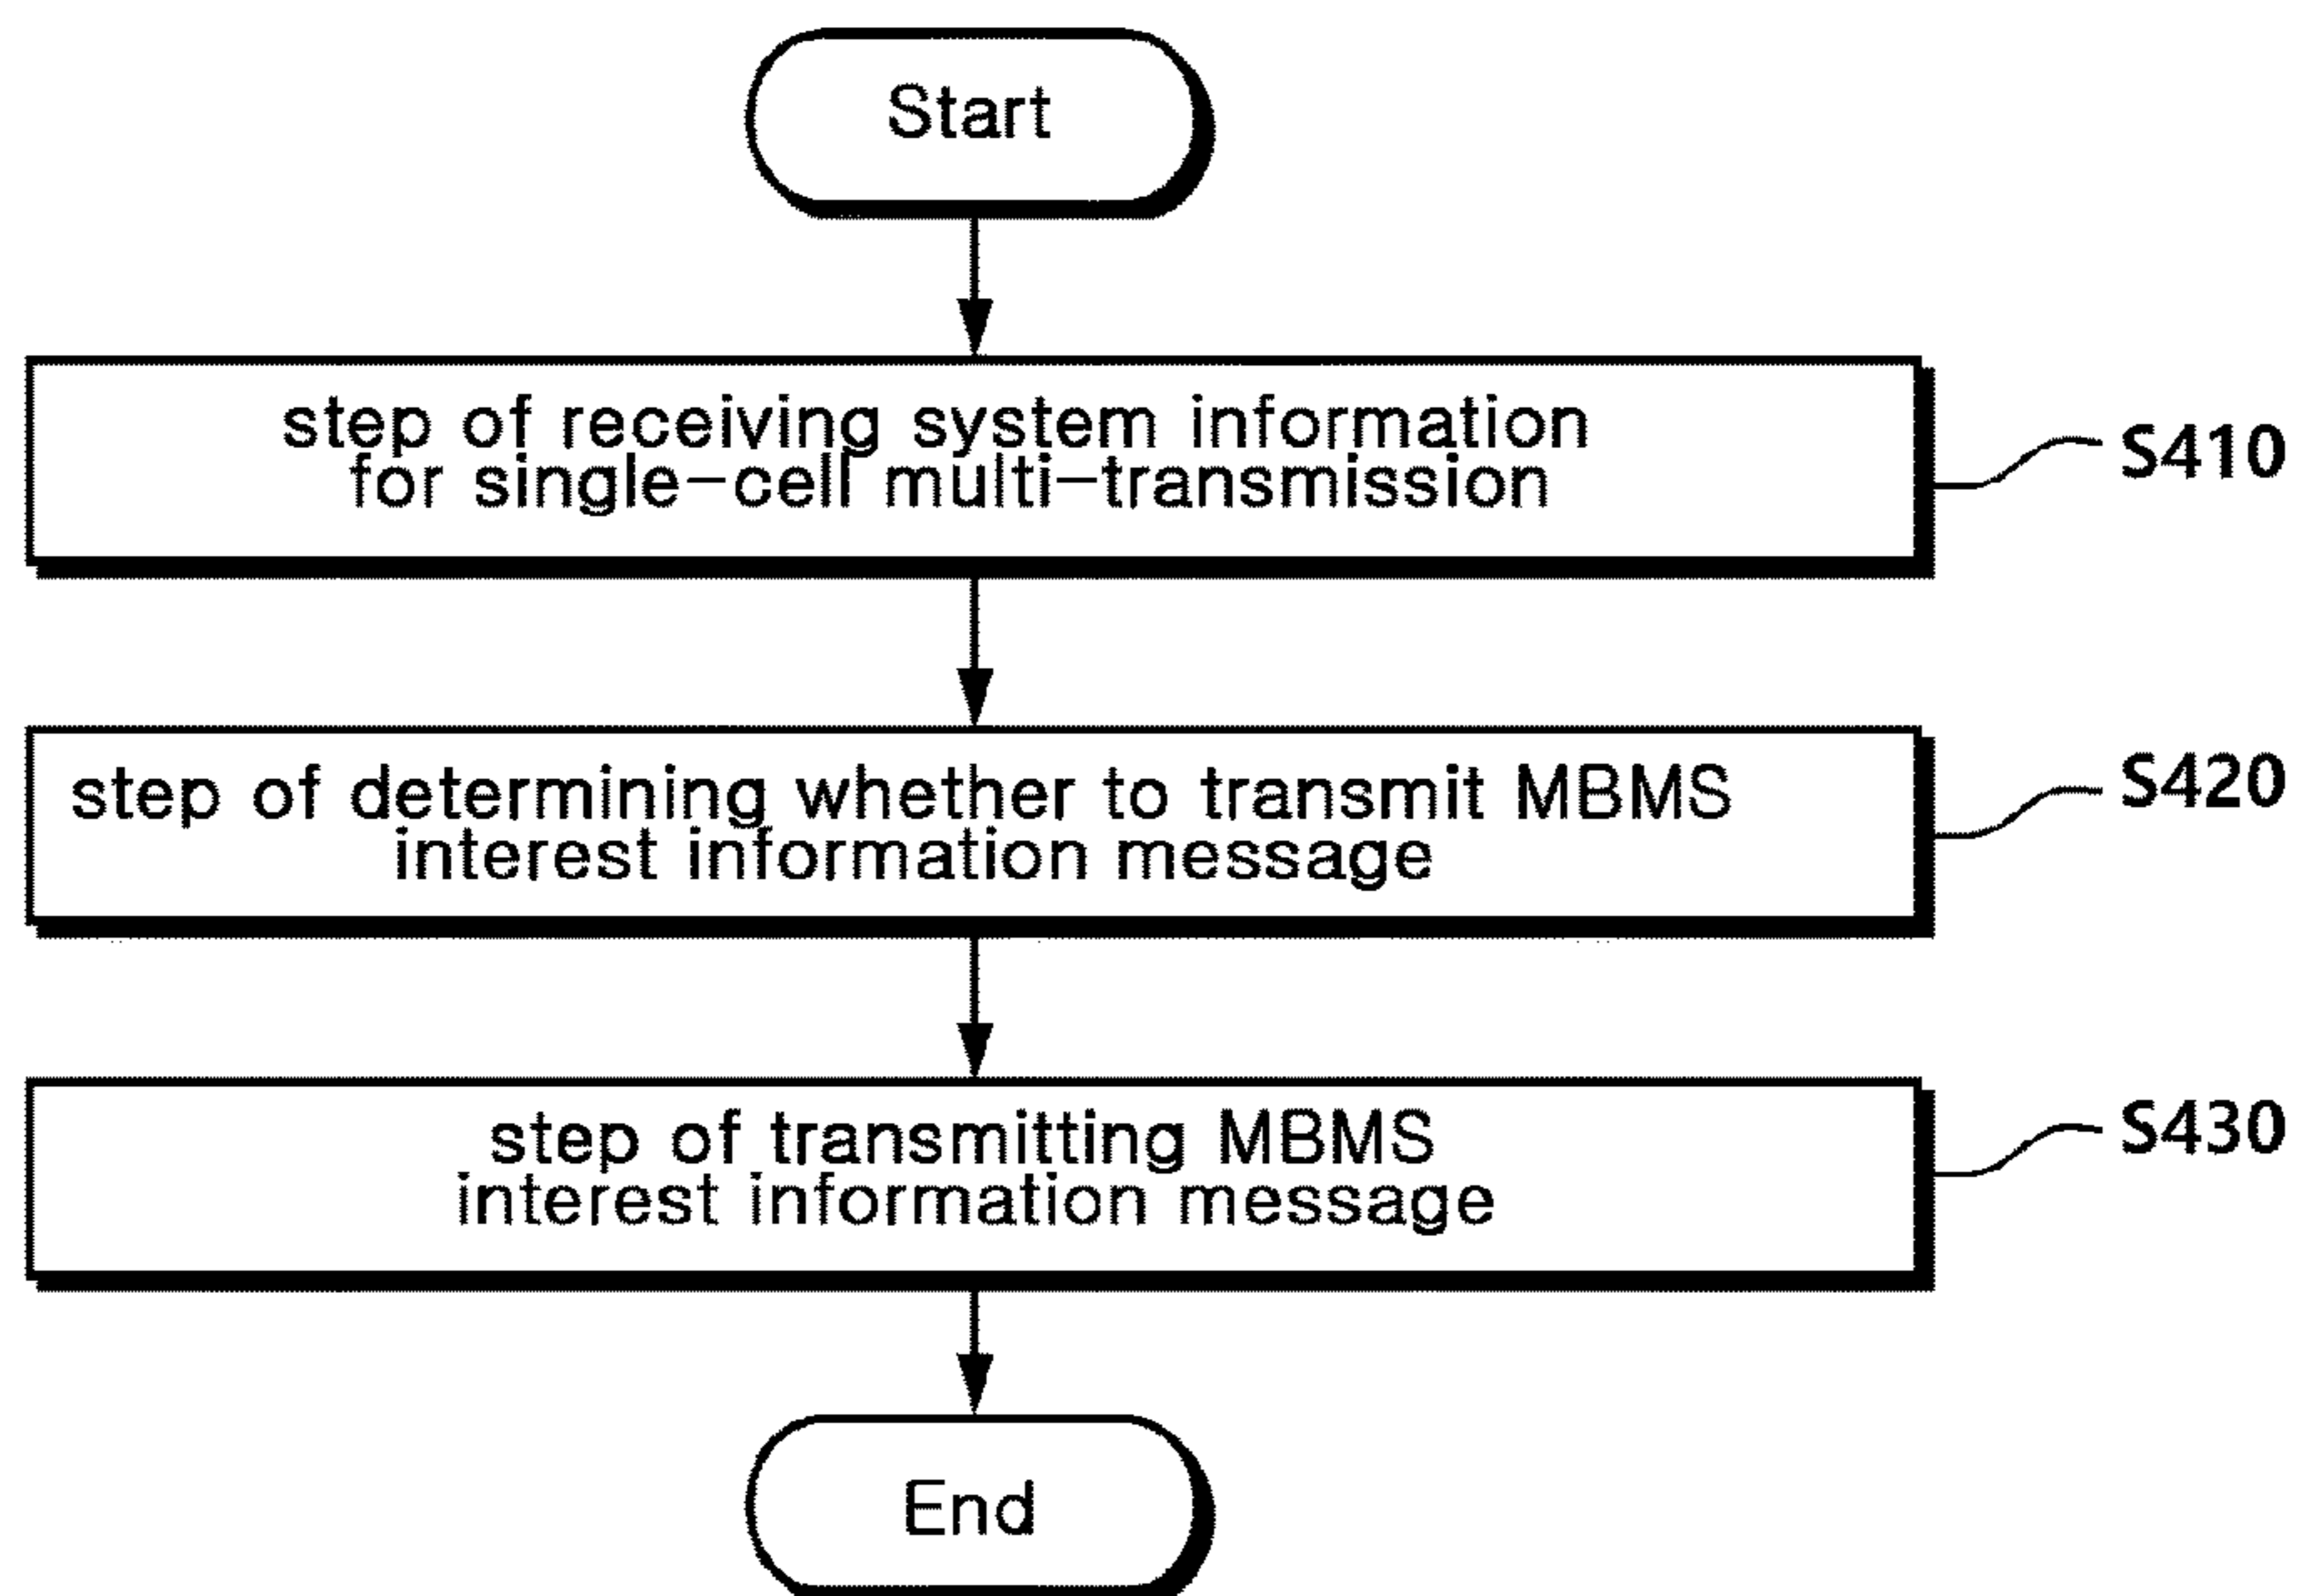 Start
step of receiving system information
for single-cell multi-transmission
S410
step of determining whether to transmit MBMS
interest information message
S420
step of transmitting MBMS
interest information message
S430
End